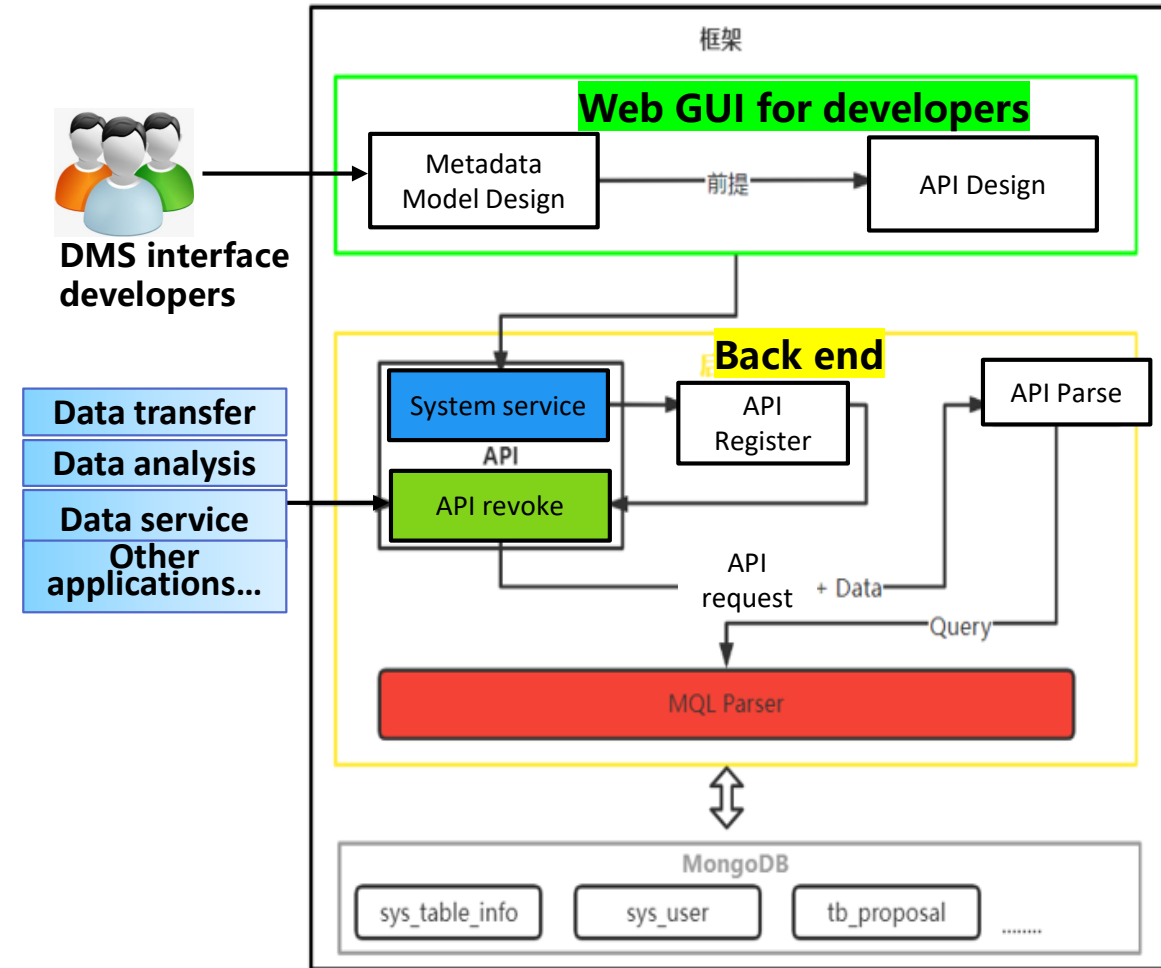 框架
Web GUI for developers
Metadata
Model Design
前提
API Design
DMS interface
developers
Back end
System service
API
Register
API Parse
API
API revoke
Data transfer
Data analysis
Data service
Other
applications...
API
request
+ Data
Query
MQL Parser
MongoDB
sys_table_info
sys_user
tb_proposal
........